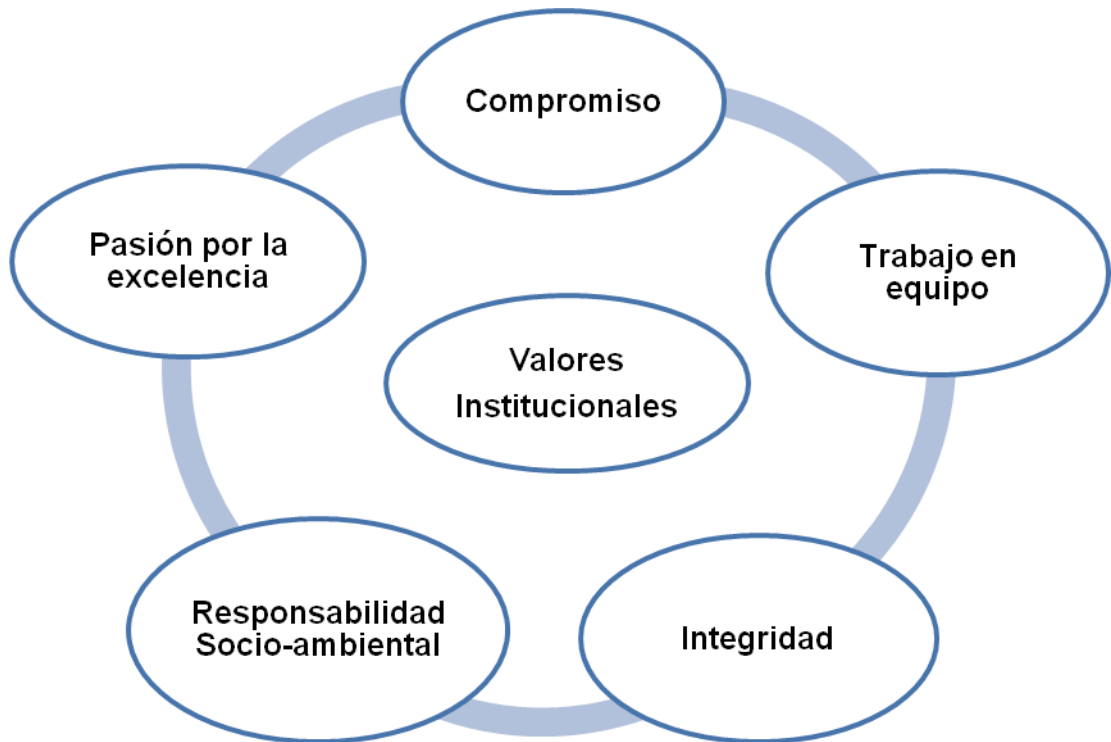 Compromiso
Pasión por la
excelencia
Trabajo en
equipo
Valores
Institucionales
Responsabilidad
Socio-ambiental
Integridad